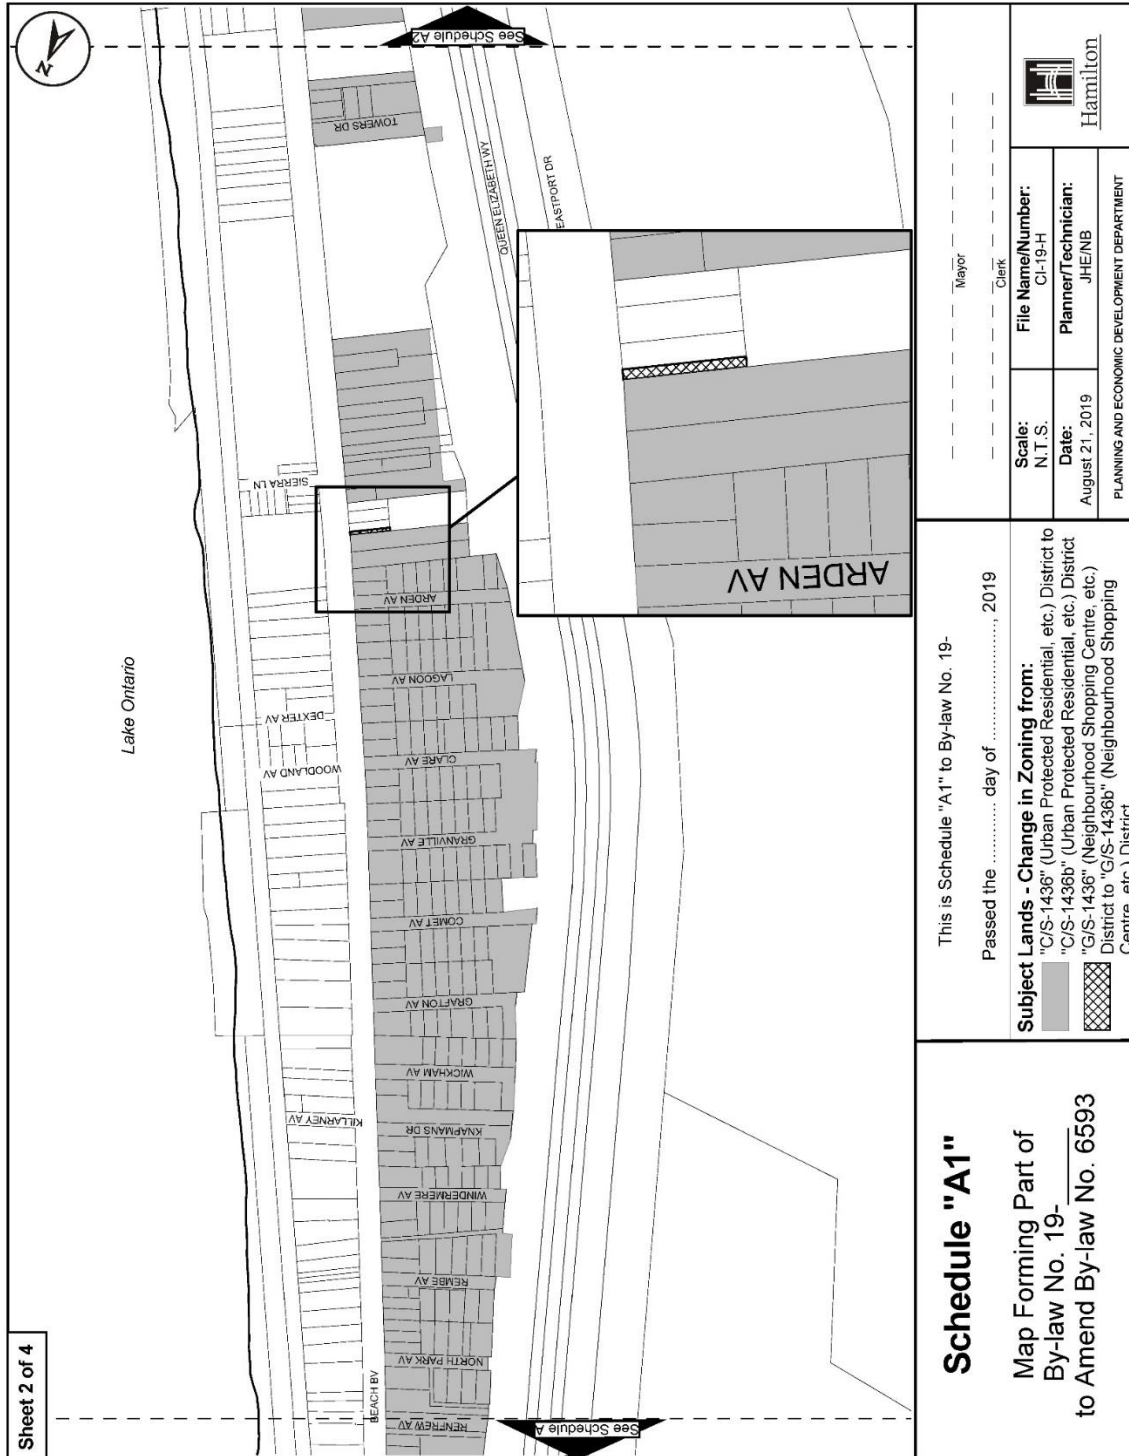 Sheet 2 of 4
N
Lake Ontario
See Schedule A2
See Schedule A
TOWERS DR
QUEEN ELIZABETH WY
EASTPORT DR
SIERRA LN
ARDEN AV
LAGOON AV
DEXTER AV
WOODLAND AV
CLARE AV
GRANVILLE AV
COMET AV
GRAFTON AV
WICKHAM AV
KILLARNEY AV
KNAPMANS DR
WINDERMERE AV
REMBE AV
NORTH PARK AV
BEACH BV
RENFREW AV
ARDEN AV
Schedule "A1"
Map Forming Part of
By-law No. 19-______
to Amend By-law No. 6593
This is Schedule "A1" to By-law No. 19-
Passed the ............ day of ...................., 2019
Subject Lands - Change in Zoning from:
"C/S-1436" (Urban Protected Residential, etc.) District to
"C/S-1436b" (Urban Protected Residential, etc.) District
"G/S-1436" (Neighbourhood Shopping Centre, etc.)
District to "G/S-1436b" (Neighbourhood Shopping
Centre, etc.) District
Mayor
Clerk
Scale:
N.T.S.
File Name/Number:
CI-19-H
Date:
August 21, 2019
Planner/Technician:
JHE/NB
PLANNING AND ECONOMIC DEVELOPMENT DEPARTMENT
Hamilton